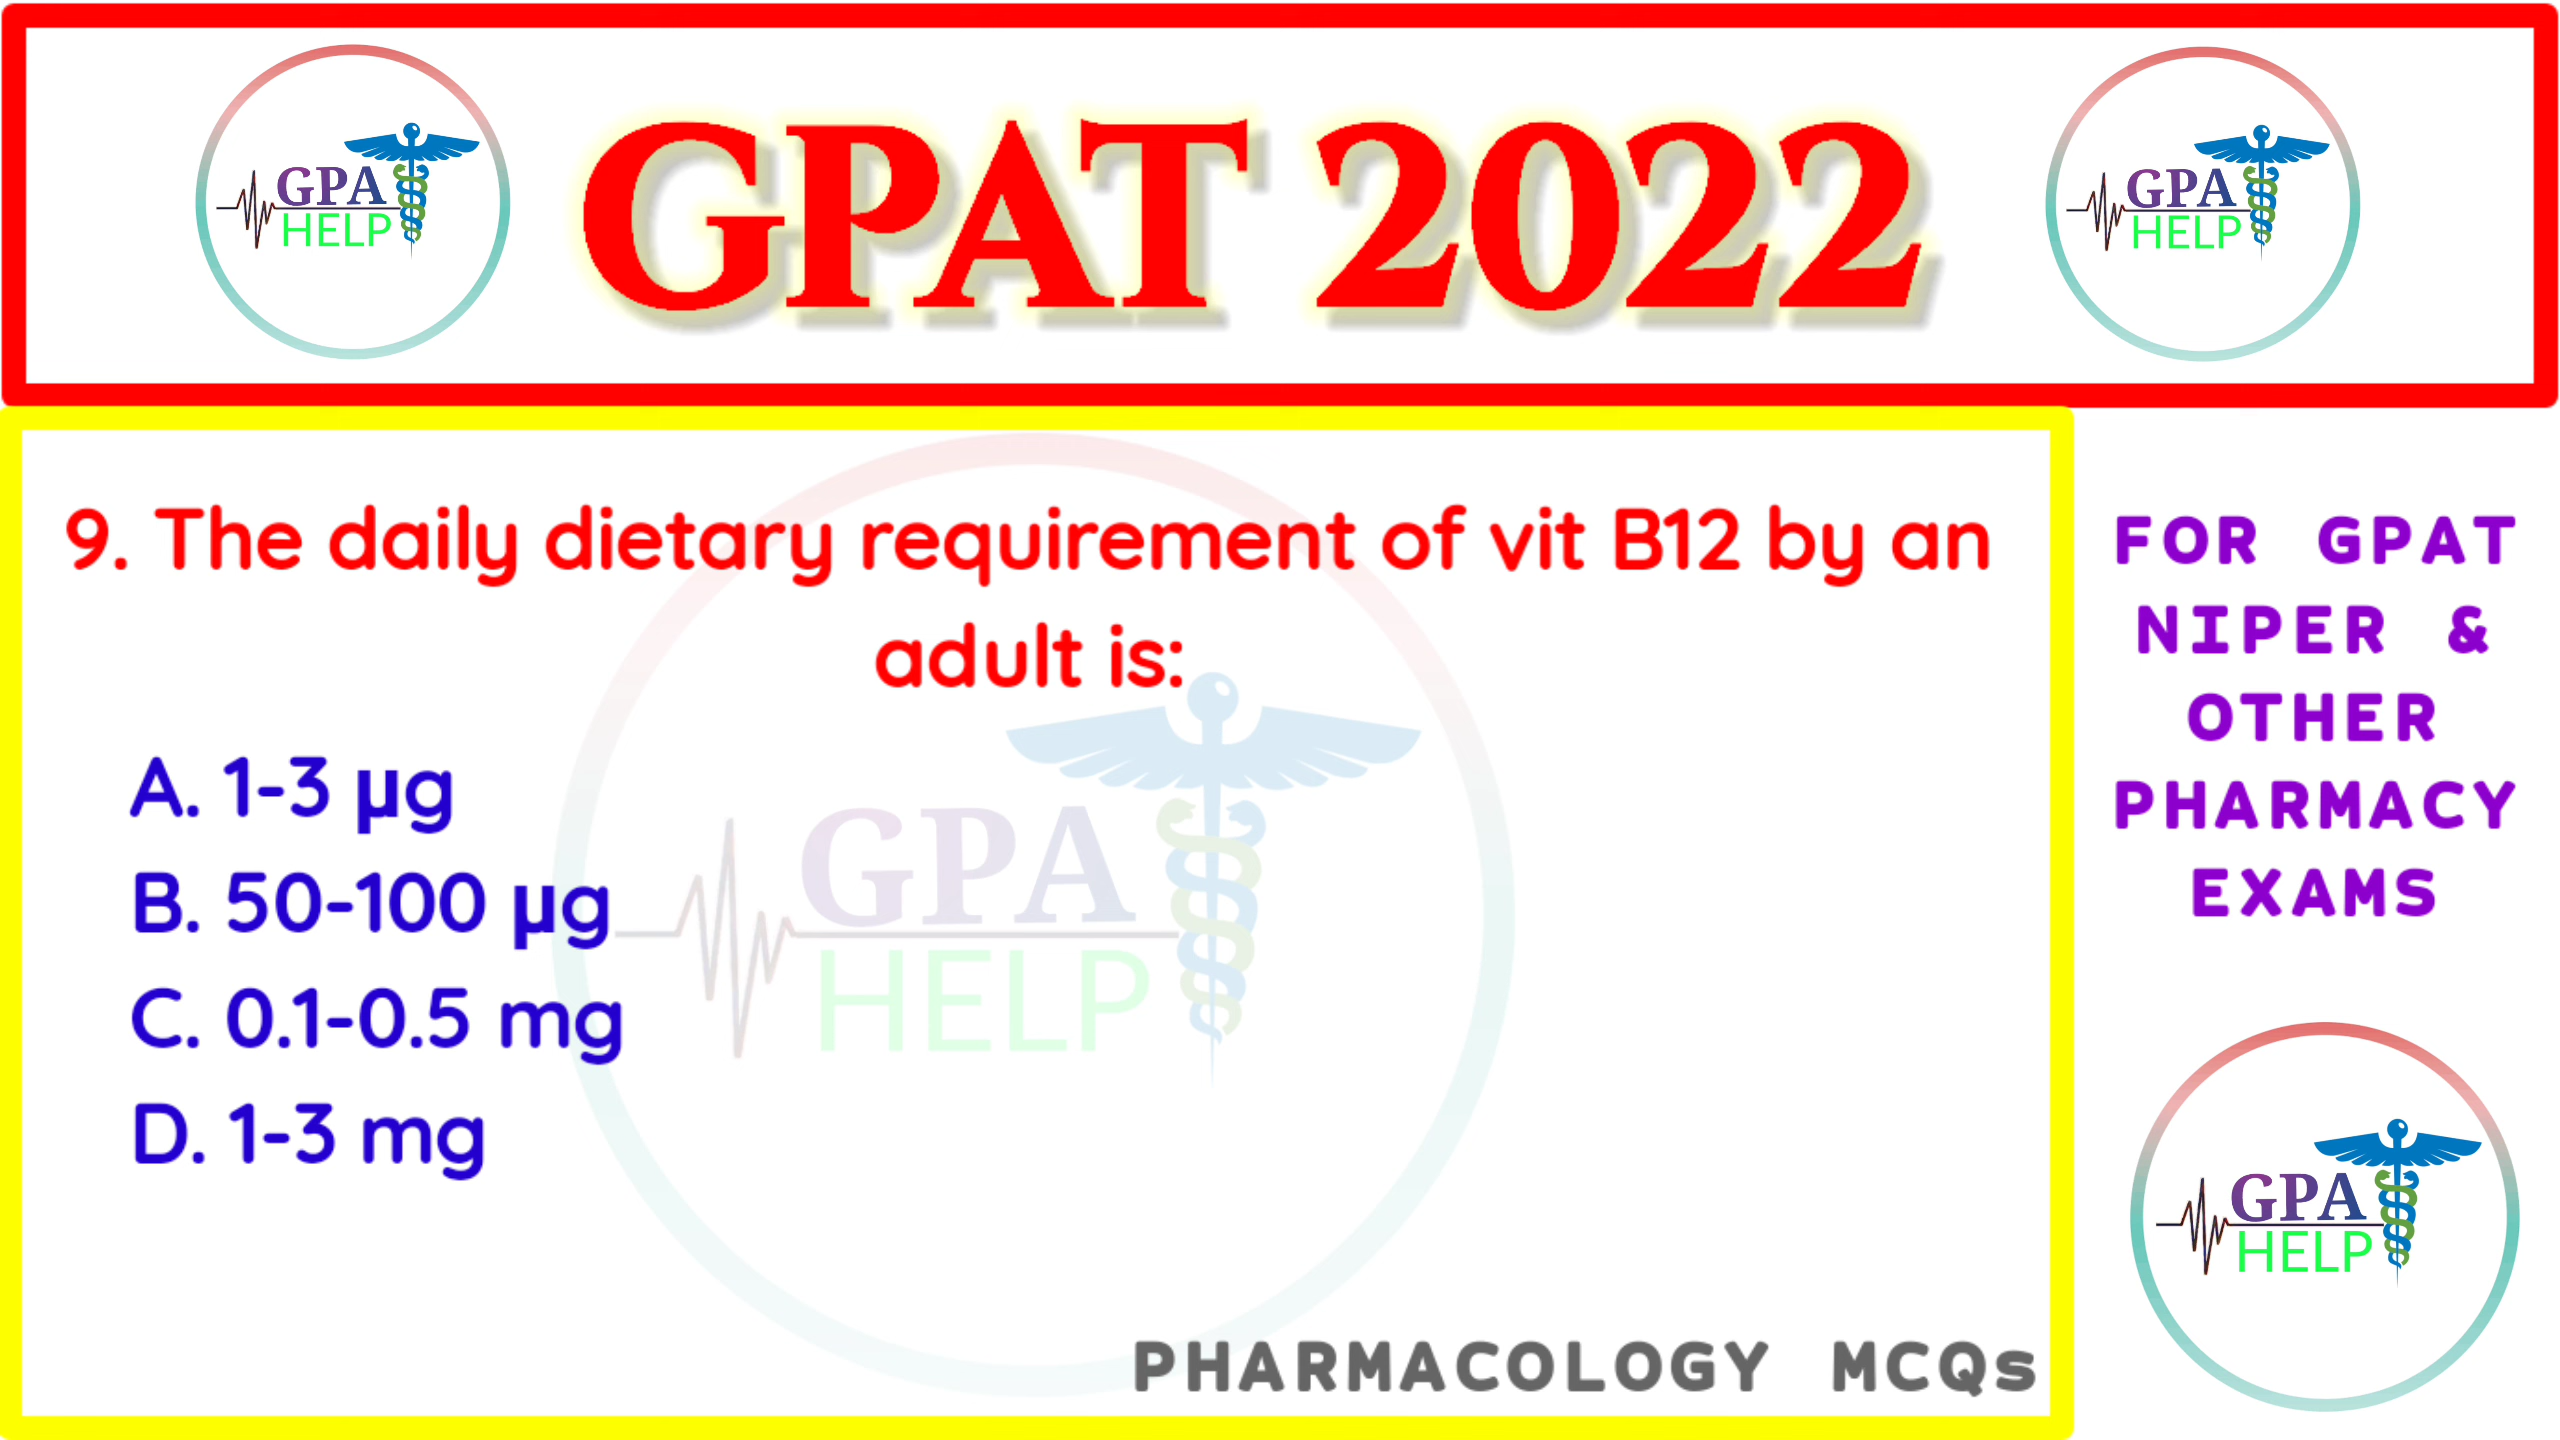 GPA
HELP
GPAT 2022
GPA
HELP
9. The daily dietary requirement of vit B12 by an
adult is:
A. 1-3 µg
B. 50-100 µg
C. 0.1-0.5 mg
D. 1-3 mg
GPA
HELP
PHARMACOLOGY MCQs
FOR GPAT
NIPER &
OTHER
PHARMACY
EXAMS
GPA
HELP